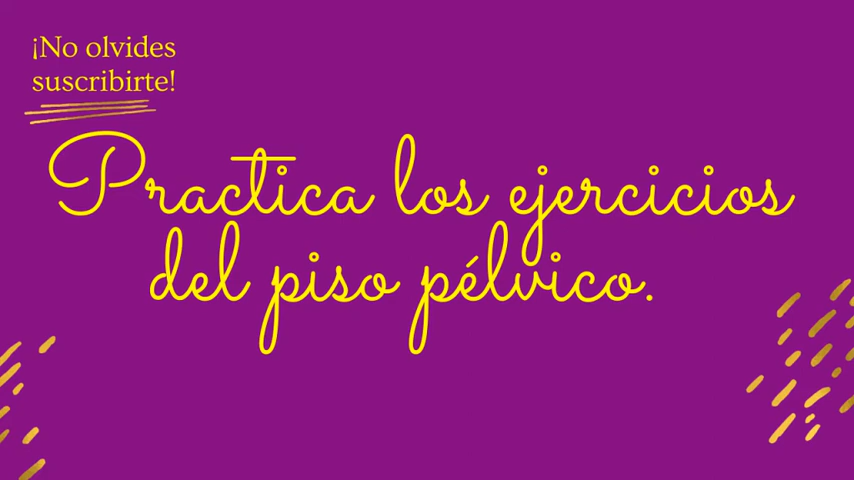 ¡No olvides
suscribirte!
Practica los ejercicios
del piso pélvico.